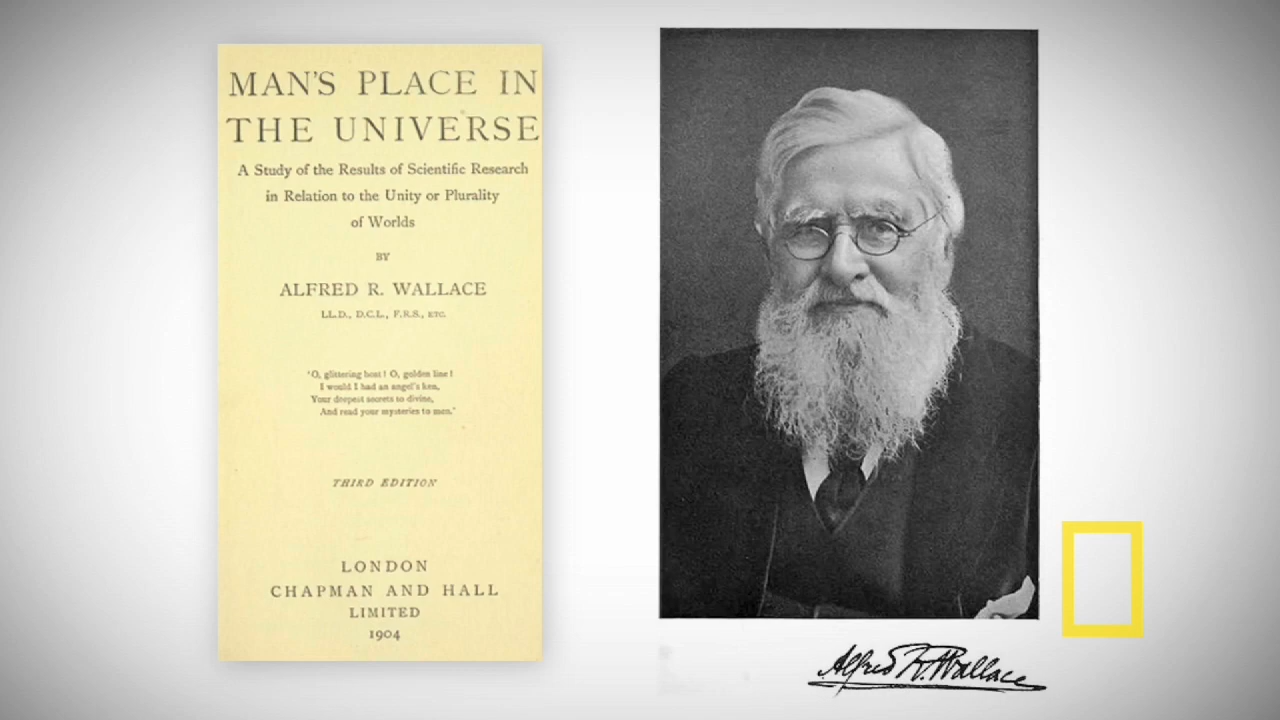 MAN'S PLACE IN
THE UNIVERSE
A Study of the Results of Scientific Research
in Relation to the Unity or Plurality
of Worlds
BY
ALFRED R. WALLACE
LL.D., D.C.L., F.R.S., ETC.
'O, glittering host! O, golden line!
I would I had an angel's ken,
Your deepest secrets to divine,
And read your mysteries to men.'
THIRD EDITION
LONDON
CHAPMAN AND HALL
LIMITED
1904
Alfred R. Wallace